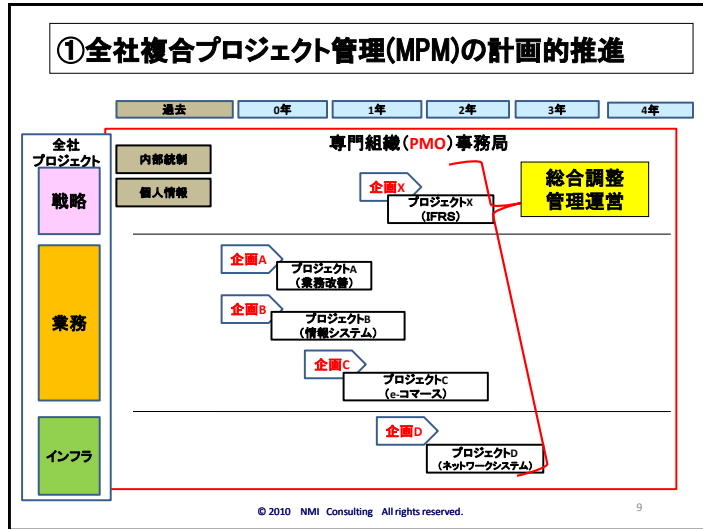 ①全社複合プロジェクト管理(MPM)の計画的推進
過去
0年
1年
2年
3年
4年
全社
プロジェクト
専門組織(PMO)事務局
内部統制
個人情報
戦略
企画X
プロジェクトX
(IFRS)
総合調整
管理運営
業務
企画A
プロジェクトA
(業務改善)
企画B
プロジェクトB
(情報システム)
企画C
プロジェクトC
(e-コマース)
インフラ
企画D
プロジェクトD
(ネットワークシステム)
© 2010 NMI Consulting All rights reserved.
9